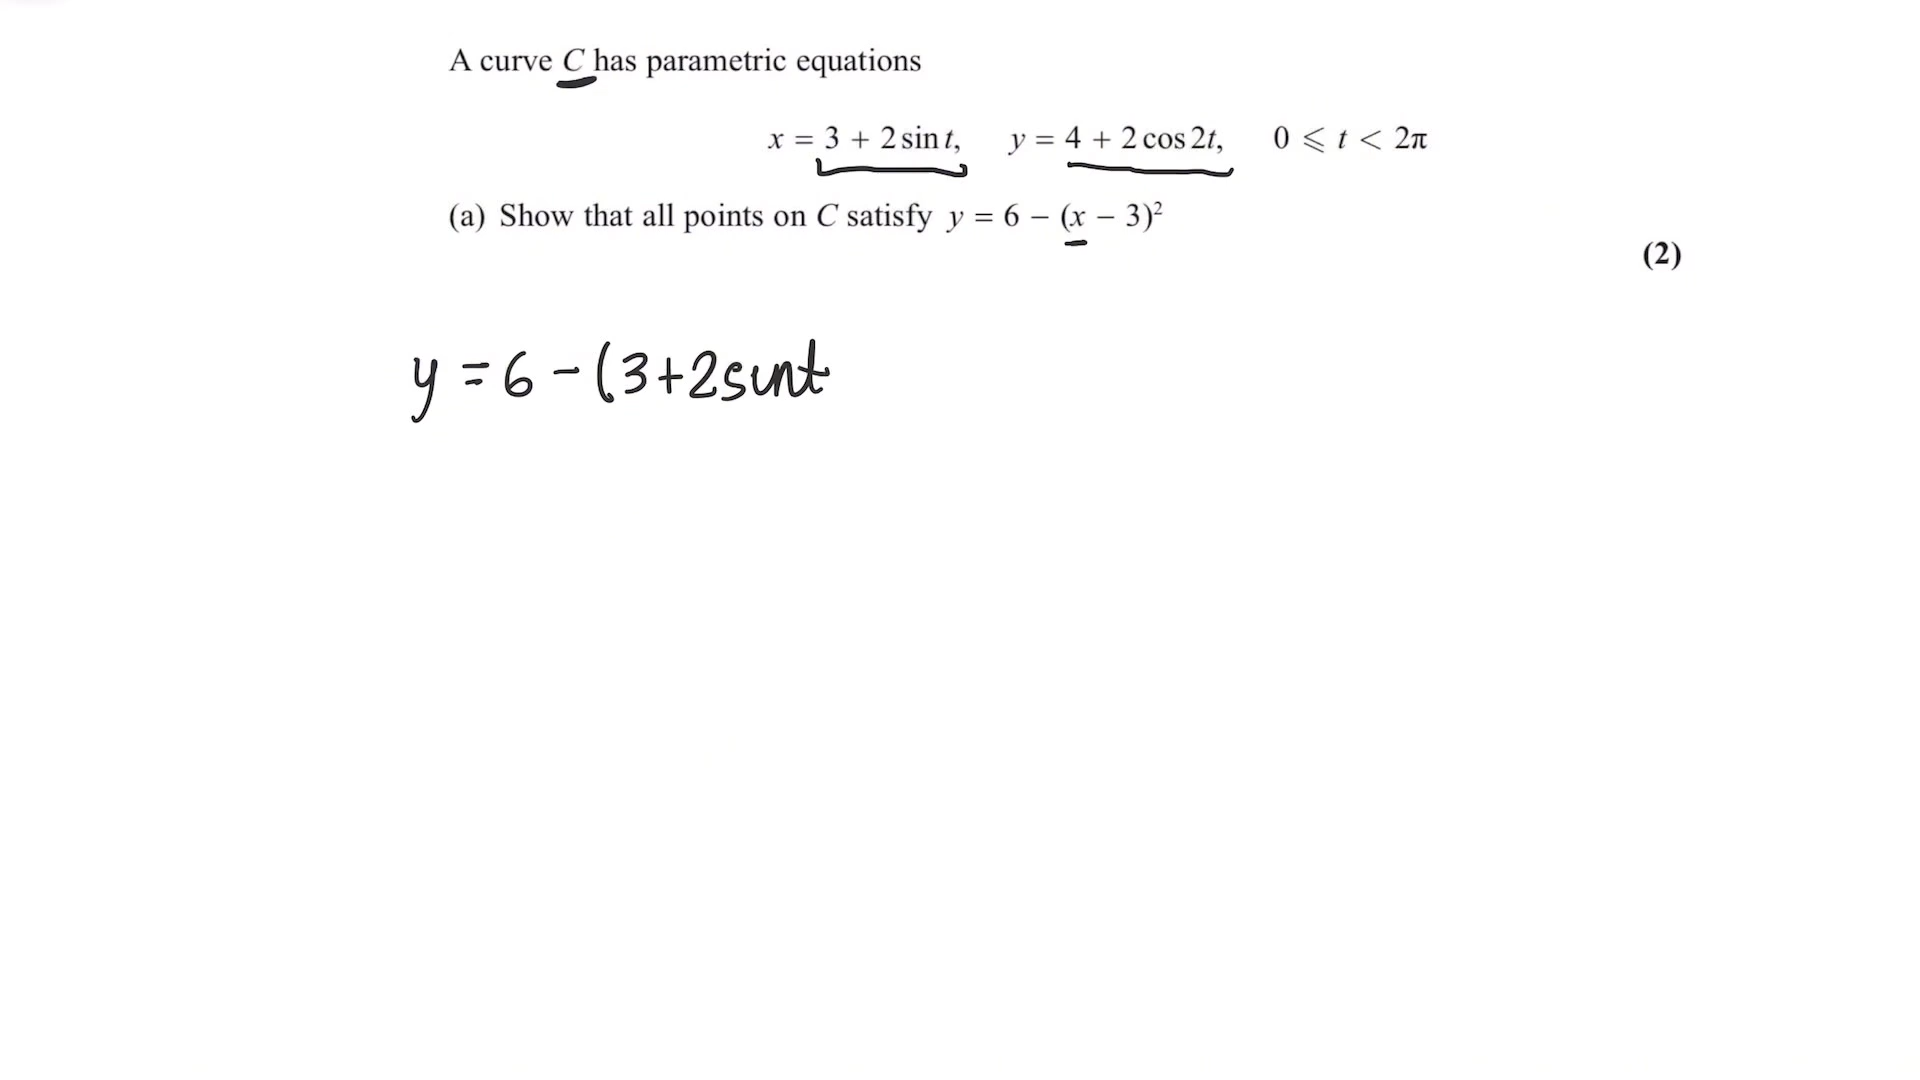 A curve C has parametric equations
x = 3 + 2 sin t, y = 4 + 2 cos 2t, 0 ⩽ t < 2π
(a) Show that all points on C satisfy y = 6 − (x − 3)²
(2)
y = 6 - (3+2sint